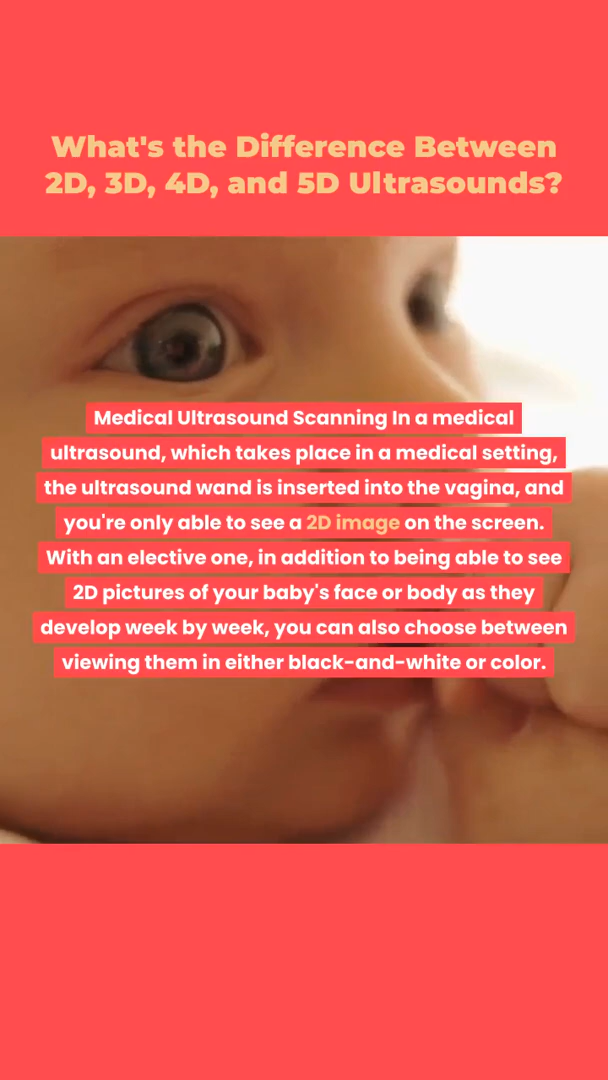 What's the Difference Between
2D, 3D, 4D, and 5D Ultrasounds?
Medical Ultrasound Scanning In a medical
ultrasound, which takes place in a medical setting,
the ultrasound wand is inserted into the vagina, and
you're only able to see a 2D image on the screen.
With an elective one, in addition to being able to see
2D pictures of your baby's face or body as they
develop week by week, you can also choose between
viewing them in either black-and-white or color.